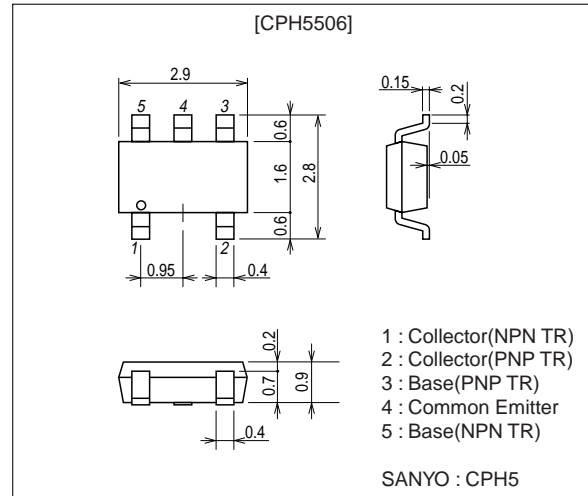 [CPH5506]
2.9
5 4 3
0.6
1.6
2.8
0.6
1 2
0.95
0.4
0.15
0.2
0.05
0.2
0.7
0.9
0.4
1 : Collector(NPN TR)
2 : Collector(PNP TR)
3 : Base(PNP TR)
4 : Common Emitter
5 : Base(NPN TR)
SANYO : CPH5